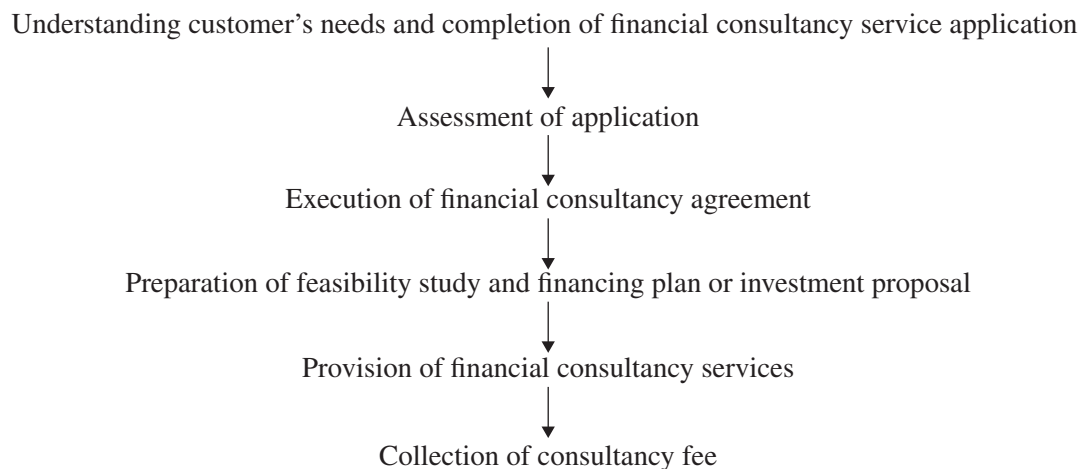 Understanding customer’s needs and completion of financial consultancy service application
Assessment of application
Execution of financial consultancy agreement
Preparation of feasibility study and financing plan or investment proposal
Provision of financial consultancy services
Collection of consultancy fee